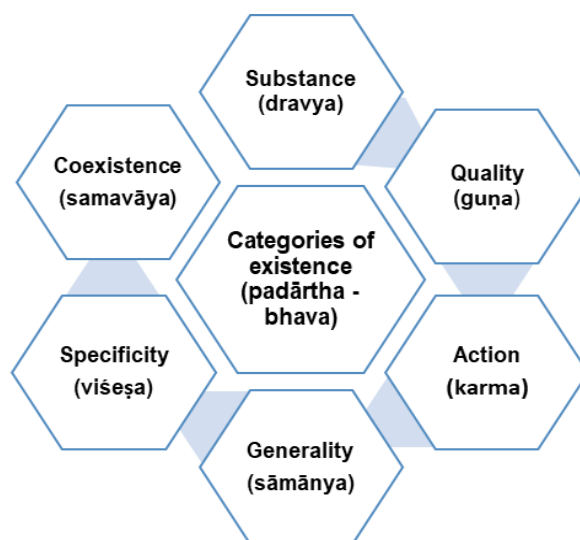 Substance
(dravya)
Quality
(guṇa)
Action
(karma)
Generality
(sāmānya)
Specificity
(viśeṣa)
Coexistence
(samavāya)
Categories of
existence
(padārtha -
bhava)